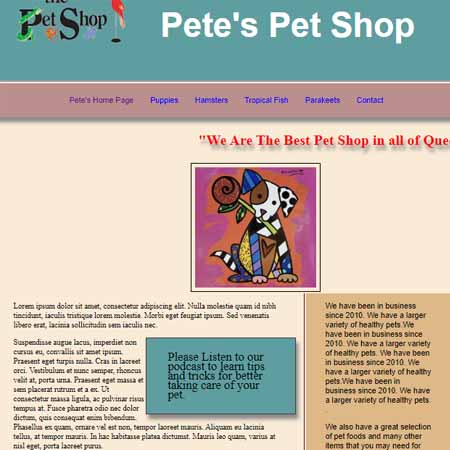 the
Pet Shop
Pete's Pet Shop
Pete's Home Page Puppies Hamsters Tropical Fish Parakeets Contact
"We Are The Best Pet Shop in all of Que
Lorem ipsum dolor sit amet, consectetur adipiscing elit. Nulla molestie quam id nibh
tincidunt, iaculis tristique lorem molestie. Morbi eget feugiat ipsum. Sed venenatis
libero erat, lacinia sollicitudin sem iaculis nec.
Suspendisse augue lacus, imperdiet non
cursus eu, convallis sit amet ipsum.
Praesent eget turpis nulla. Cras in laoreet
orci. Vestibulum et nunc semper, rhoncus
velit at, porta urna. Praesent eget massa et
sem placerat rutrum et a ex. Ut
consectetur massa ligula, ac pulvinar risus
tempus at. Fusce pharetra odio nec dolor
dictum, quis consequat enim bibendum.
Phasellus ex quam, ornare vel est non, tempor laoreet mauris. Aliquam eu lacinia
tellus, at tempor mauris. In hac habitasse platea dictumst. Mauris leo quam, varius at
nisl eget, porta laoreet purus.
Please Listen to our
podcast to learn tips
and tricks for better
taking care of your
pet.
We have been in business
since 2010. We have a larger
variety of healthy pets.We
have been in business since
2010. We have a larger variety
of healthy pets. We have been
in business since 2010. We
have a larger variety of
healthy pets.We have been in
business since 2010. We have
a larger variety of healthy pets
.
We also have a great selection
of pet foods and many other
items that you may need for